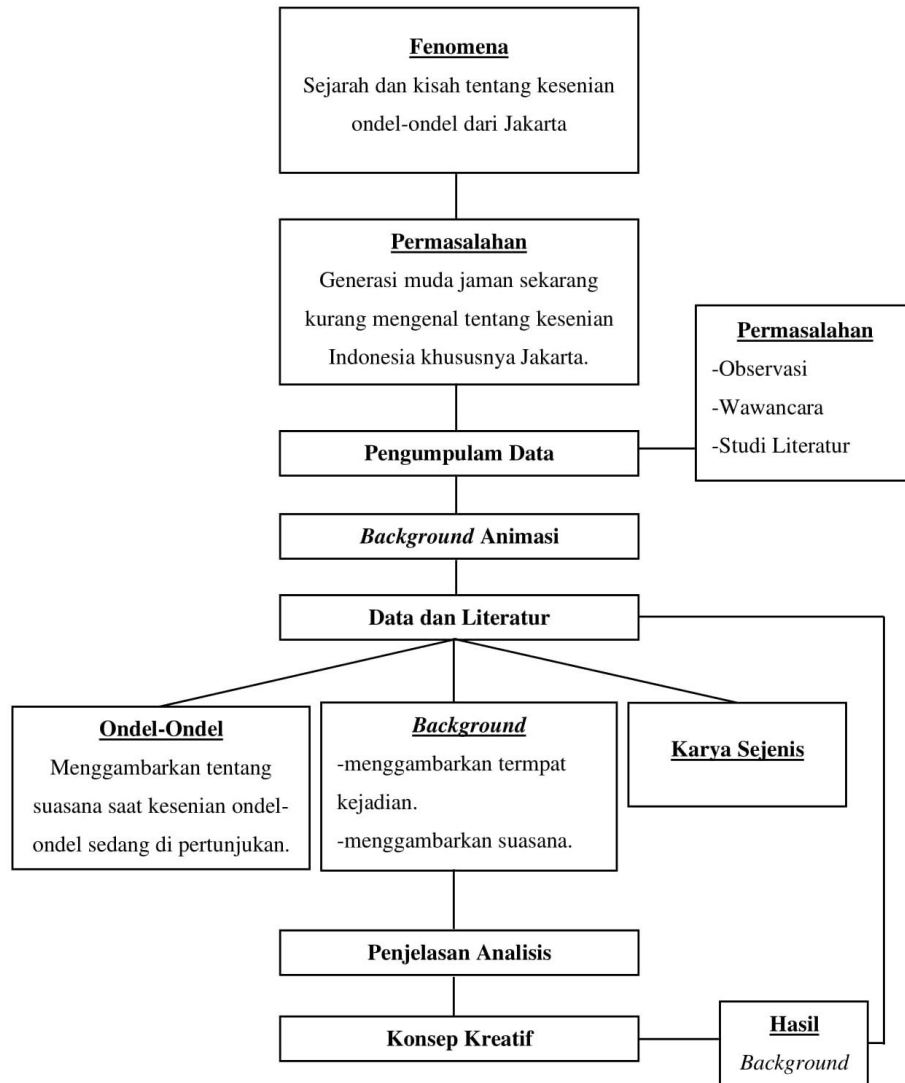 Fenomena
Sejarah dan kisah tentang kesenian
ondel-ondel dari Jakarta
Permasalahan
Generasi muda jaman sekarang
kurang mengenal tentang kesenian
Indonesia khususnya Jakarta.
Permasalahan
-Observasi
-Wawancara
-Studi Literatur
Pengumpulam Data
Background Animasi
Data dan Literatur
Ondel-Ondel
Menggambarkan tentang
suasana saat kesenian ondel-
ondel sedang di pertunjukan.
Background
-menggambarkan termpat
kejadian.
-menggambarkan suasana.
Karya Sejenis
Penjelasan Analisis
Konsep Kreatif
Hasil
Background